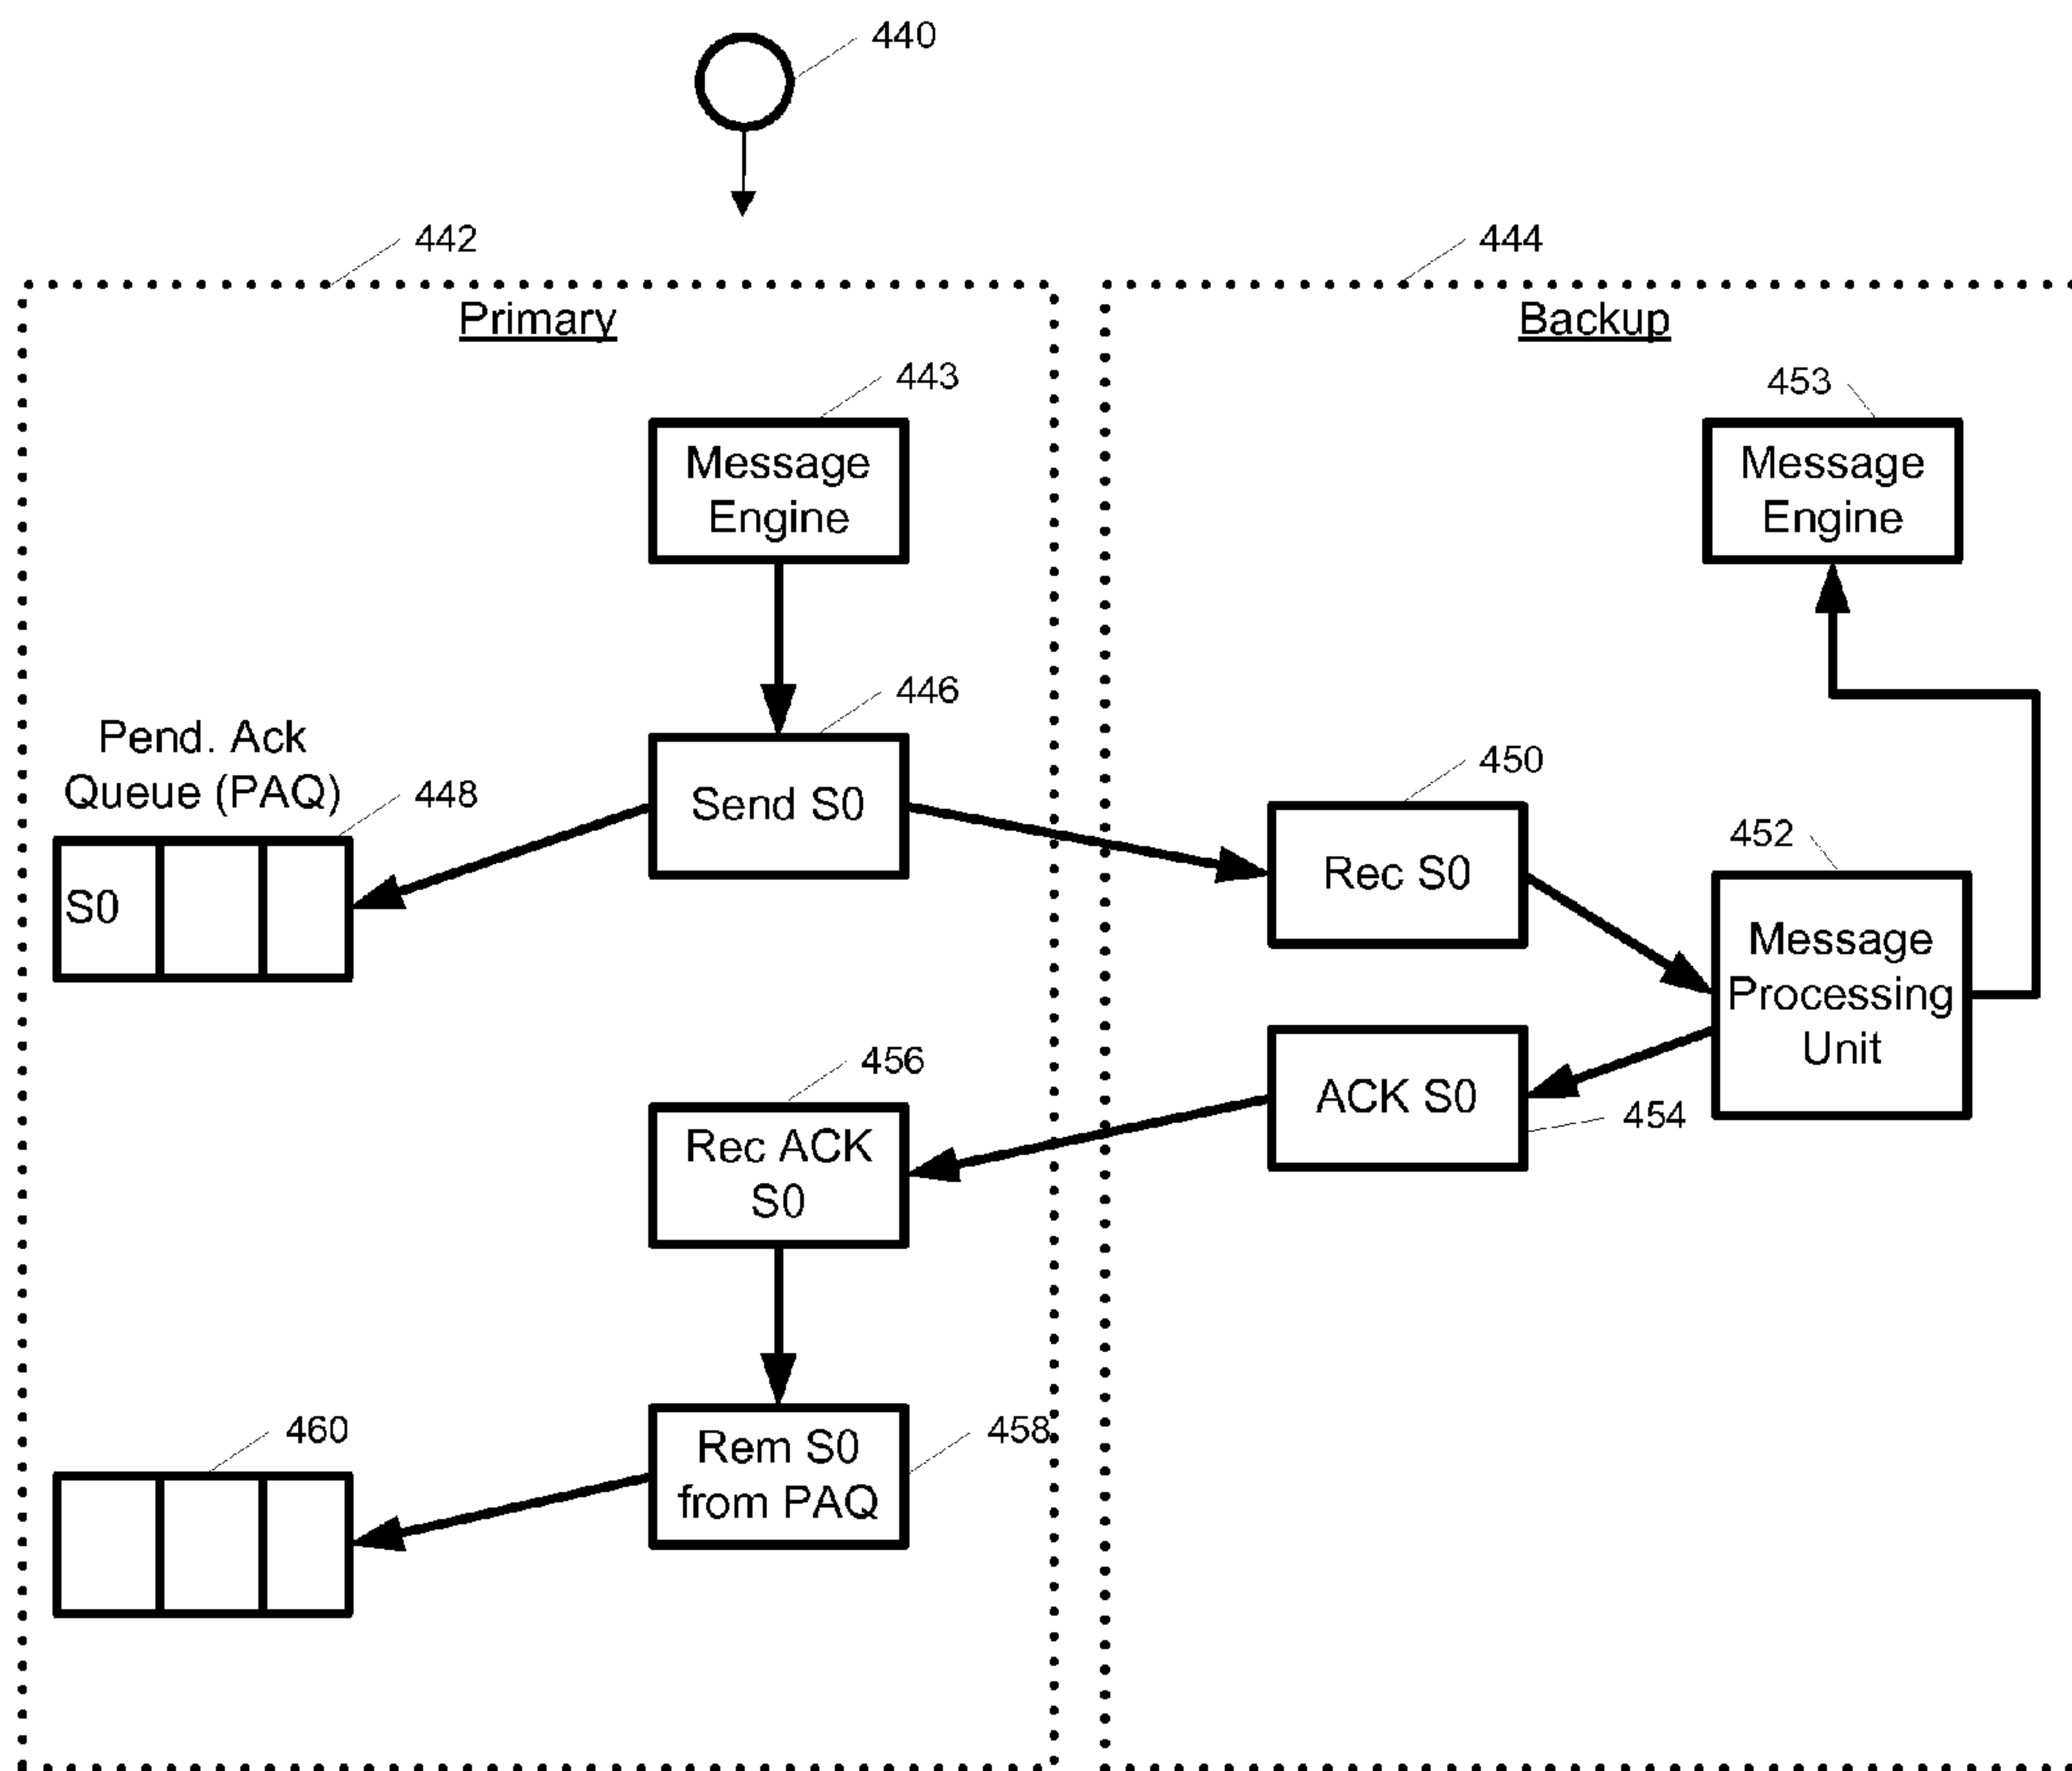 440
442
444
Primary
Backup
443
453
Message
Engine
Message
Engine
446
Pend. Ack
Queue (PAQ)
448
Send S0
450
452
S0
Rec S0
Message
Processing
Unit
456
ACK S0
454
Rec ACK
S0
460
458
Rem S0
from PAQ